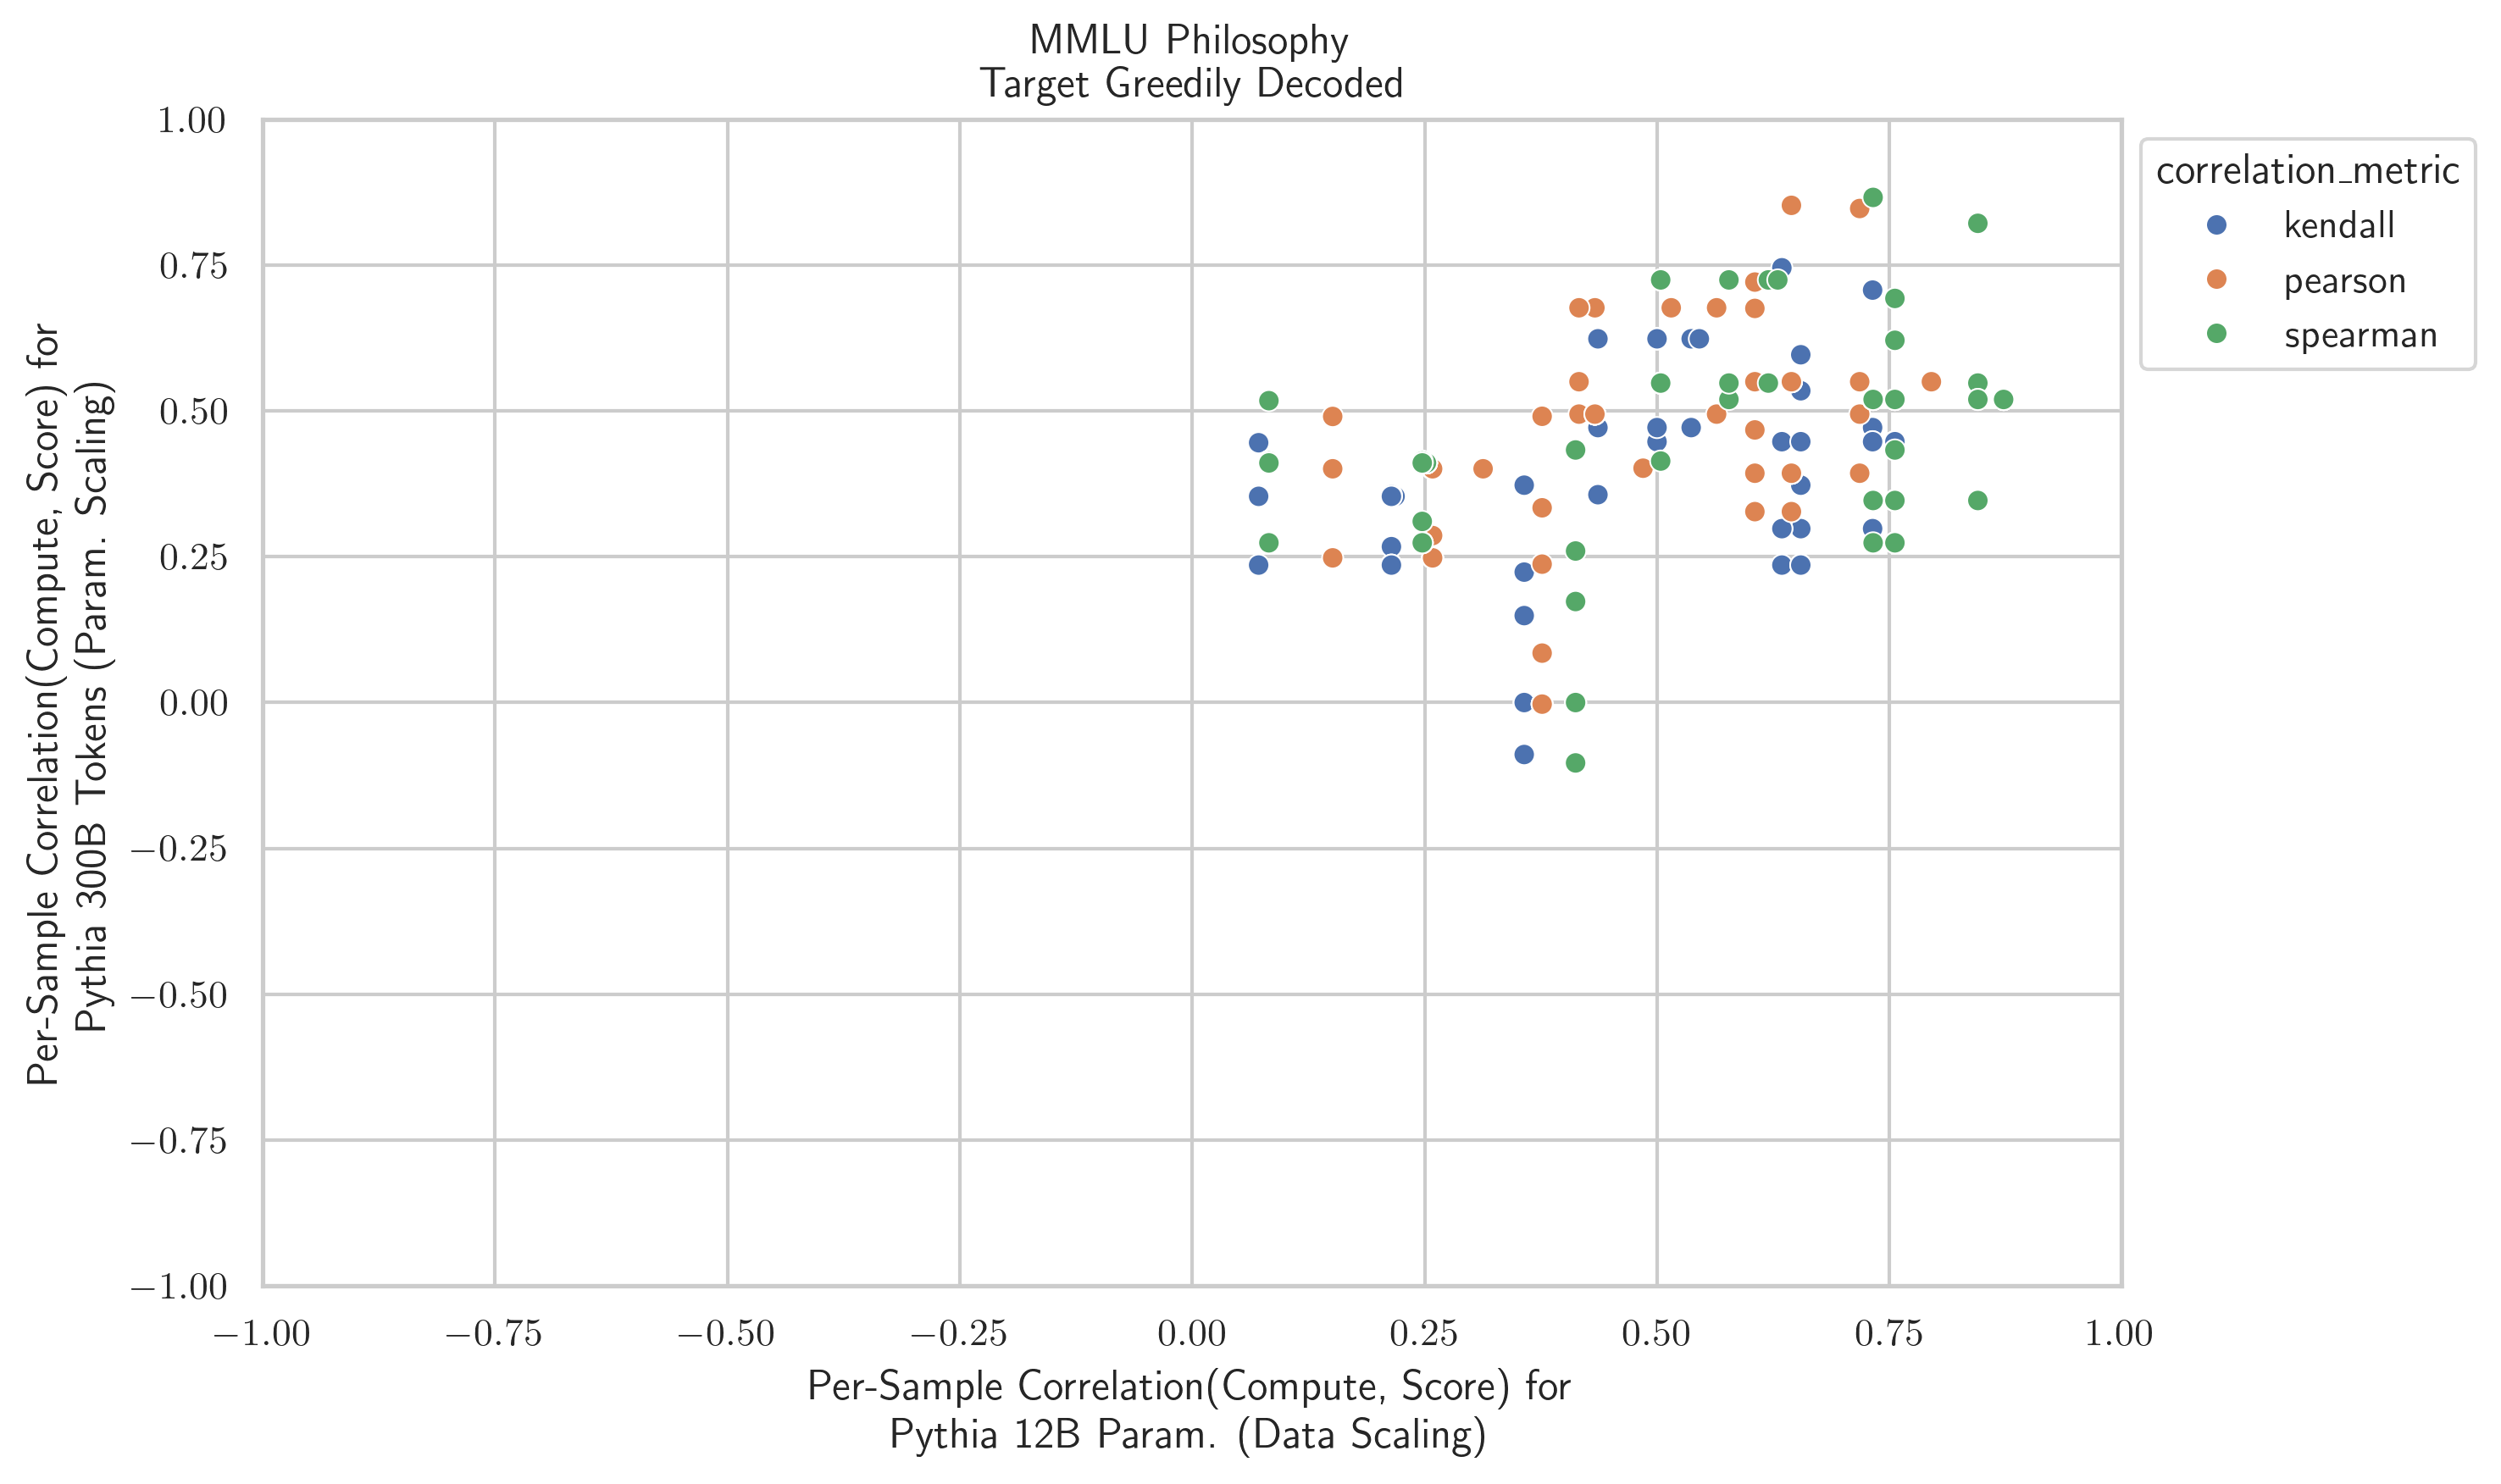 MMLU Philosophy
Target Greedily Decoded
1.00
0.75
0.50
0.25
0.00
−0.25
−0.50
−0.75
−1.00
Per-Sample Correlation(Compute, Score) for
Pythia 300B Tokens (Param. Scaling)
−1.00
−0.75
−0.50
−0.25
0.00
0.25
0.50
0.75
1.00
Per-Sample Correlation(Compute, Score) for
Pythia 12B Param. (Data Scaling)
correlation_metric
kendall
pearson
spearman